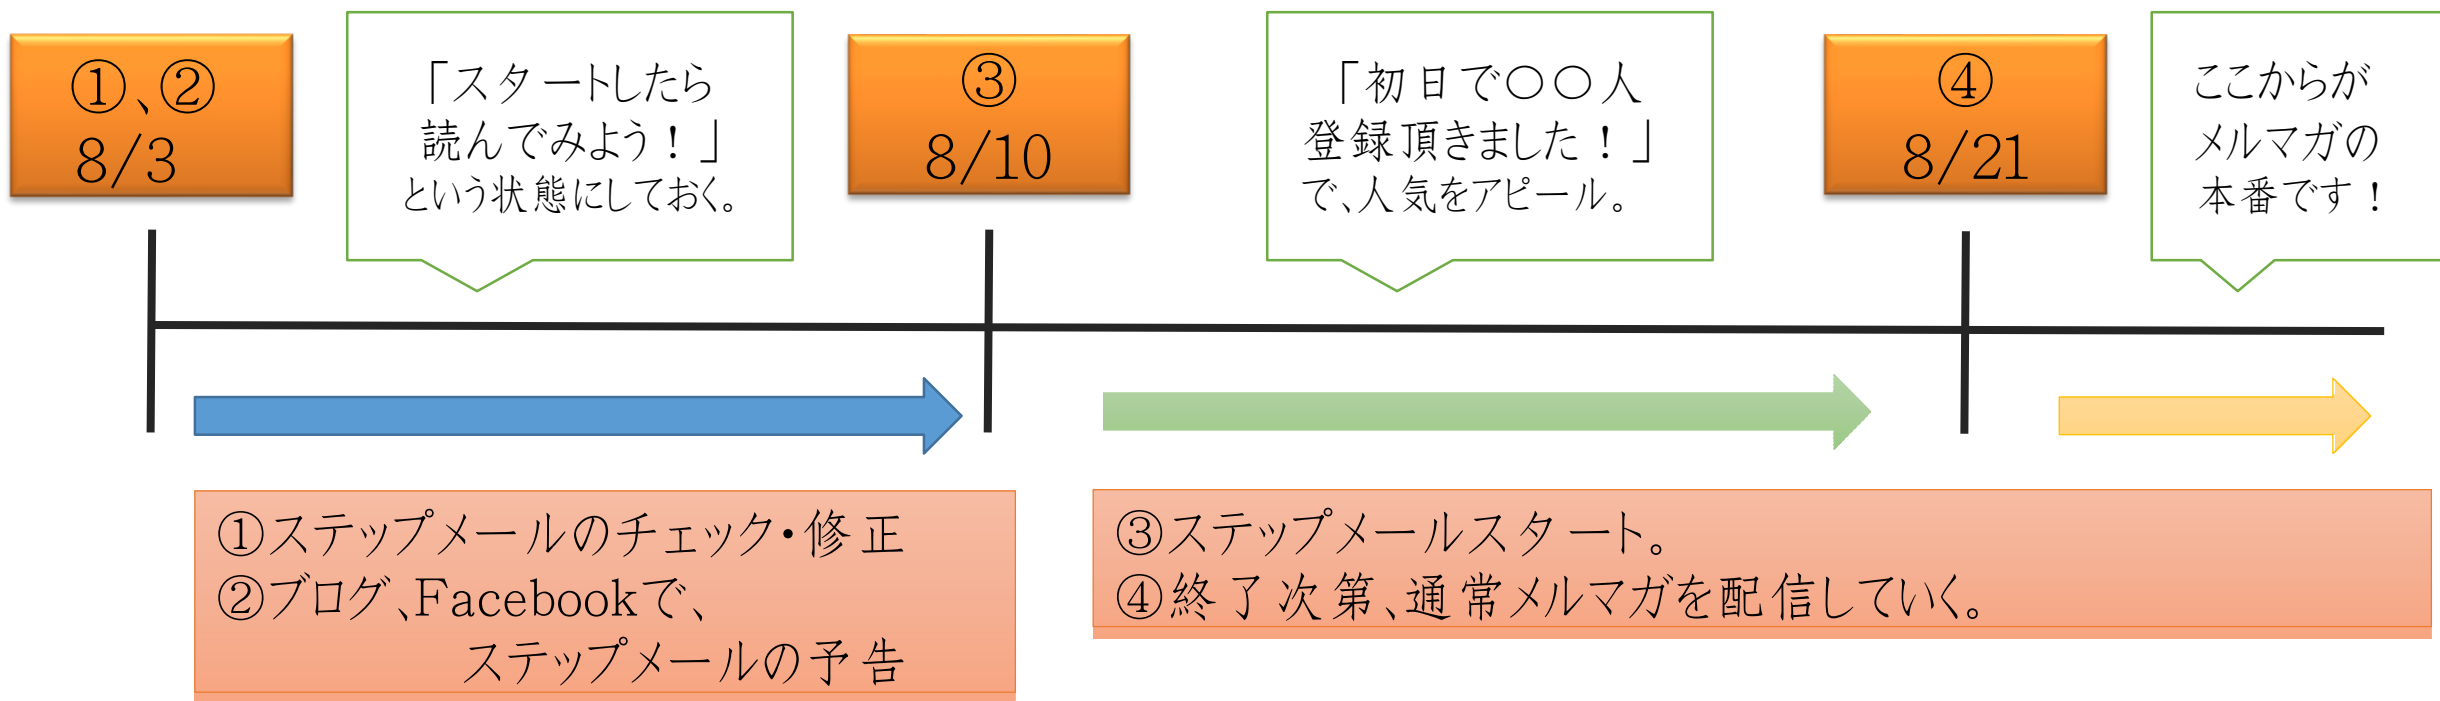 ①、②
8/3
「スタートしたら
読んでみよう！」
という状態にしておく。
③
8/10
「初日で〇〇人
登録頂きました！」
で、人気をアピール。
④
8/21
ここからが
メルマガの
本番です！
①ステップメールのチェック・修正
②ブログ、Facebookで、
ステップメールの予告
③ステップメールスタート。
④終了次第、通常メルマガを配信していく。